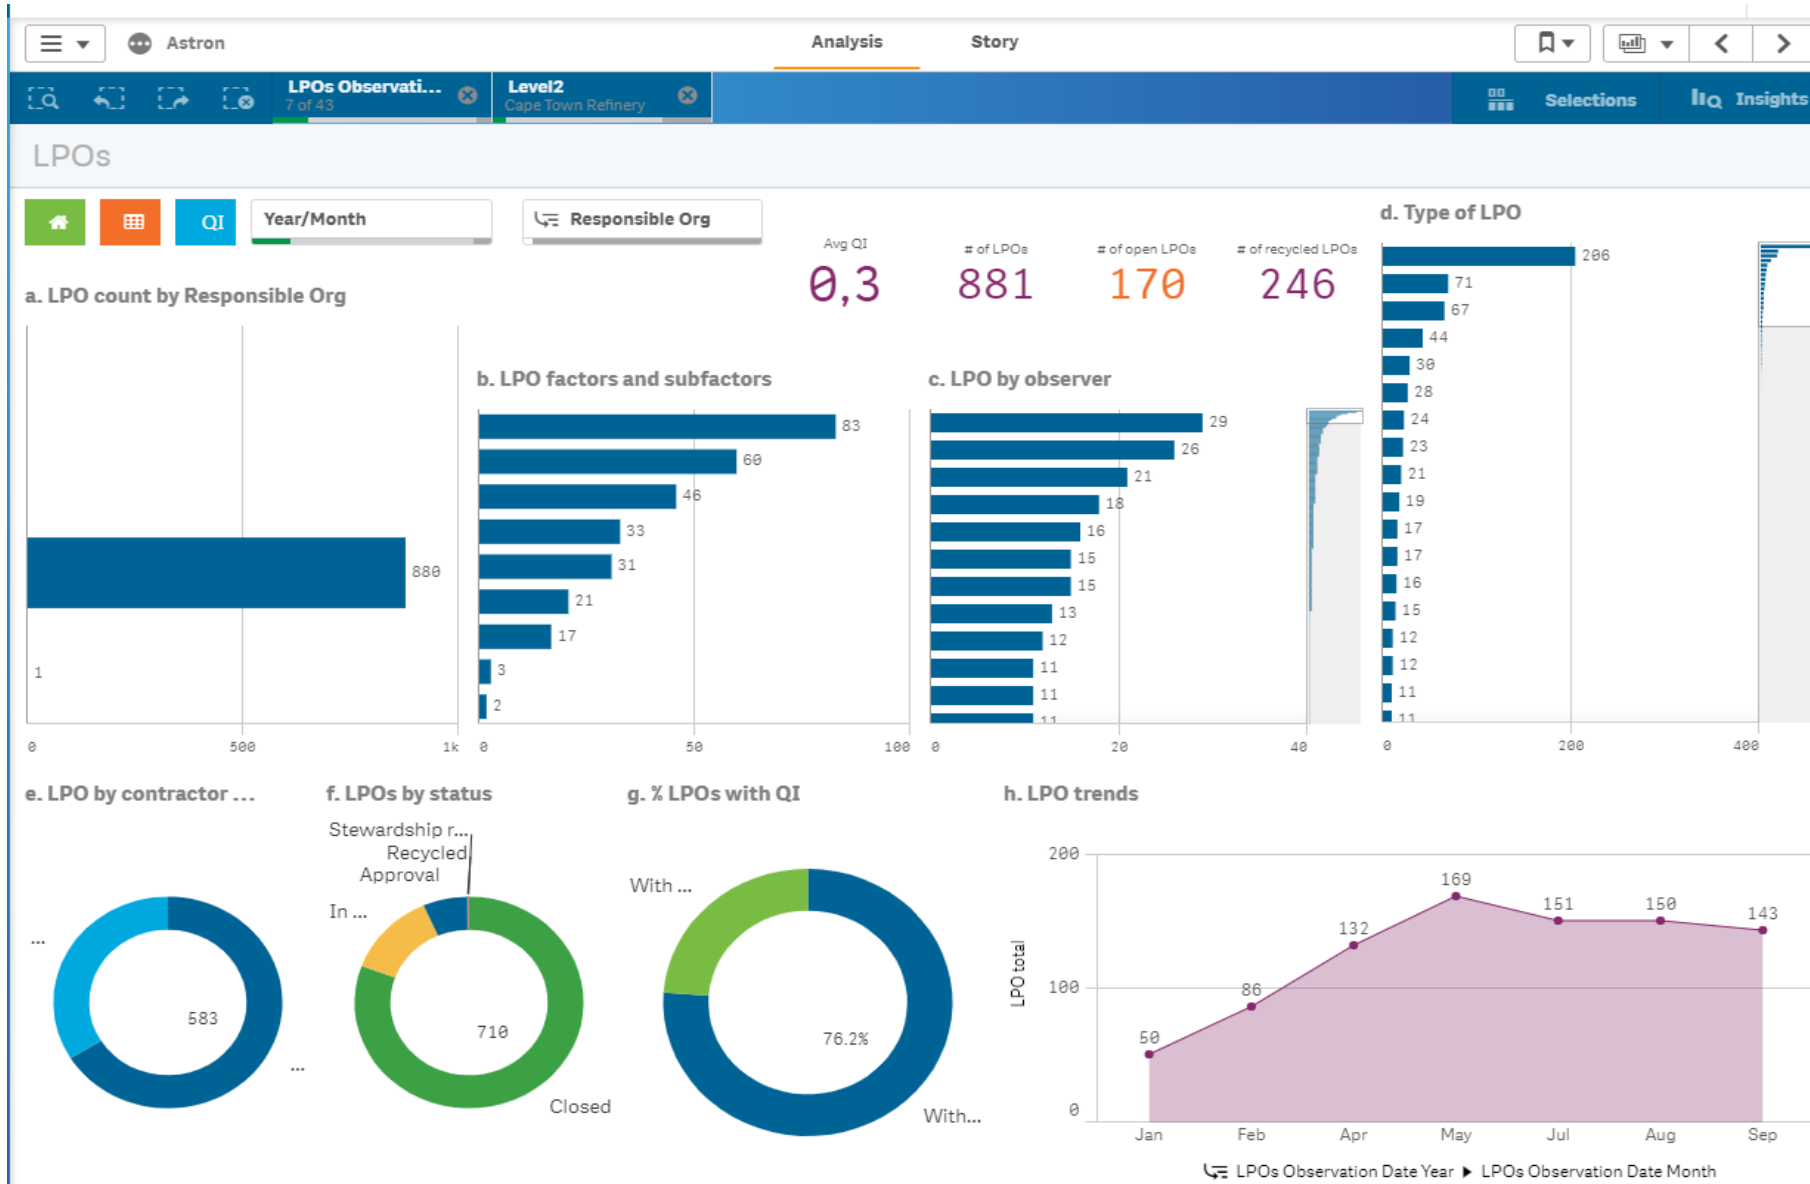 Astron
Analysis
Story
LPOs Observati...
7 of 43
Level2
Cape Town Refinery
Selections
Insights
LPOs
QI
Year/Month
Responsible Org
Avg QI
0,3
# of LPOs
881
# of open LPOs
170
# of recycled LPOs
246
a. LPO count by Responsible Org
880
1
0 500 1k
b. LPO factors and subfactors
83
60
46
33
31
21
17
3
2
0 50 100
c. LPO by observer
29
26
21
18
16
15
15
13
12
11
11
11
0 20 40
d. Type of LPO
206
71
67
44
30
28
24
23
21
19
17
17
16
15
12
12
11
11
0 200 400
e. LPO by contractor ...
...
583
...
f. LPOs by status
Stewardship r...
Recycled
Approval
In ...
710
Closed
g. % LPOs with QI
With ...
76.2%
With...
h. LPO trends
LPO total
200
100
0
50
86
132
169
151
150
143
Jan Feb Apr May Jul Aug Sep
LPOs Observation Date Year ▶ LPOs Observation Date Month